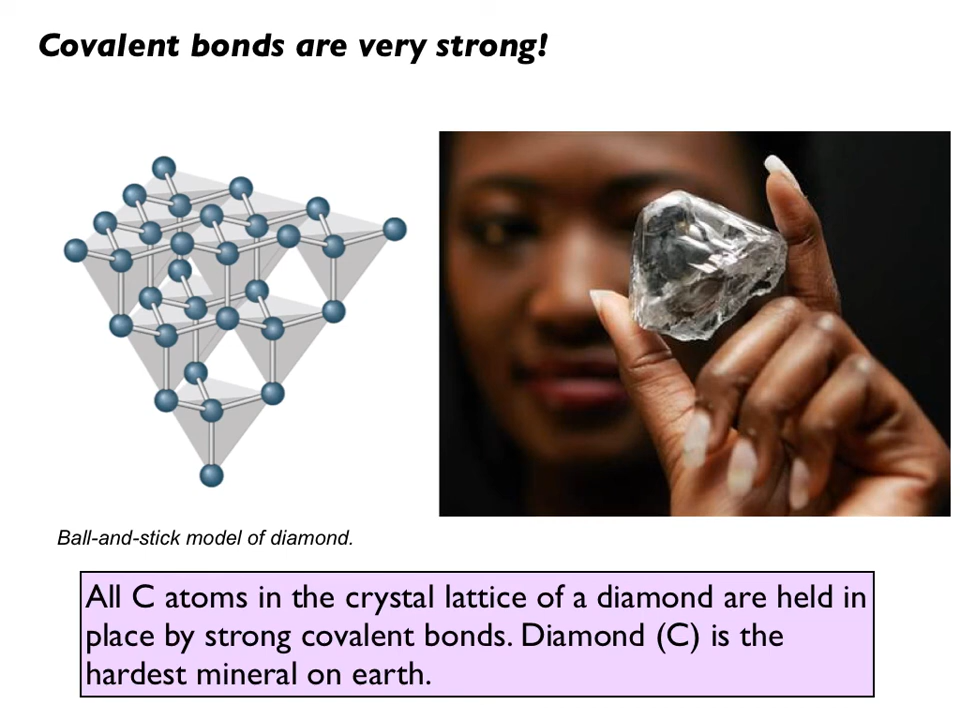 Covalent bonds are very strong!
Ball-and-stick model of diamond.
All C atoms in the crystal lattice of a diamond are held in
place by strong covalent bonds. Diamond (C) is the
hardest mineral on earth.